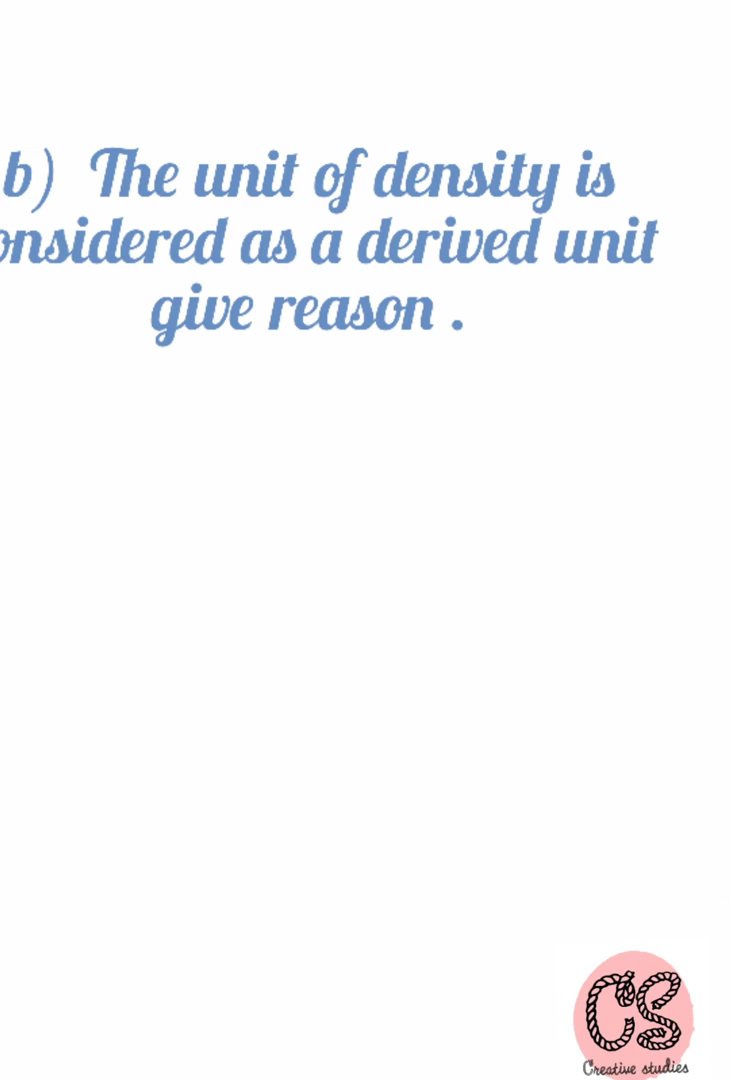 b) The unit of density is
onsidered as a derived unit
give reason .
CS
Creative studies